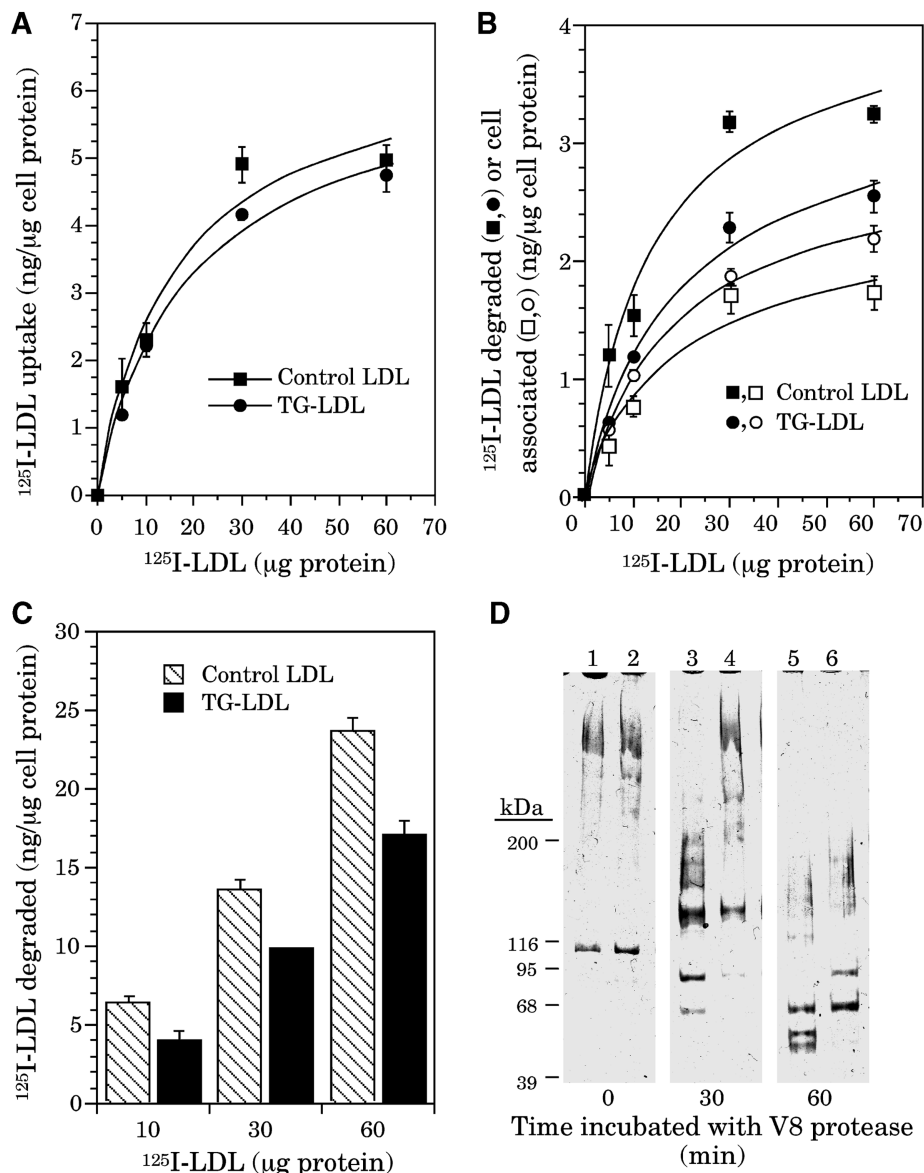 A
¹²⁵I-LDL uptake (ng/μg cell protein)
7
6
5
4
3
2
1
0
Control LDL
TG-LDL
0 10 20 30 40 50 60 70
¹²⁵I-LDL (μg protein)
B
¹²⁵I-LDL degraded (■,●) or cell
associated (□,○) (ng/μg cell protein)
4
3
2
1
0
■,□ Control LDL
●,○ TG-LDL
0 10 20 30 40 50 60 70
¹²⁵I-LDL (μg protein)
C
¹²⁵I-LDL degraded (ng/μg cell protein)
30
25
20
15
10
5
0
Control LDL
TG-LDL
10 30 60
¹²⁵I-LDL (μg protein)
D
1 2 3 4 5 6
kDa
200
116
95
68
39
0 30 60
Time incubated with V8 protease
(min)